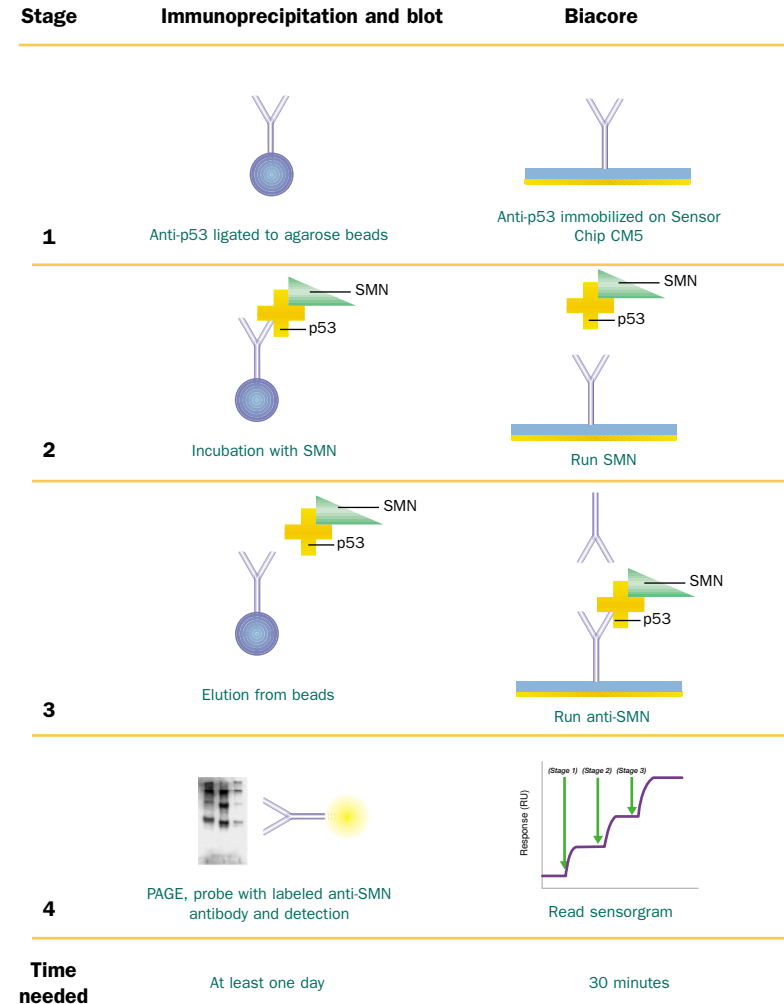 Stage Immunoprecipitation and blot Biacore
Anti-p53 ligated to agarose beads
Anti-p53 immobilized on Sensor
Chip CM5
1
SMN
p53
SMN
p53
Incubation with SMN
Run SMN
2
SMN
p53
SMN
p53
Elution from beads
Run anti-SMN
3
(Stage 1) (Stage 2) (Stage 3)
Response (RU)
PAGE, probe with labeled anti-SMN
antibody and detection
Read sensorgram
4
Time
needed
At least one day
30 minutes